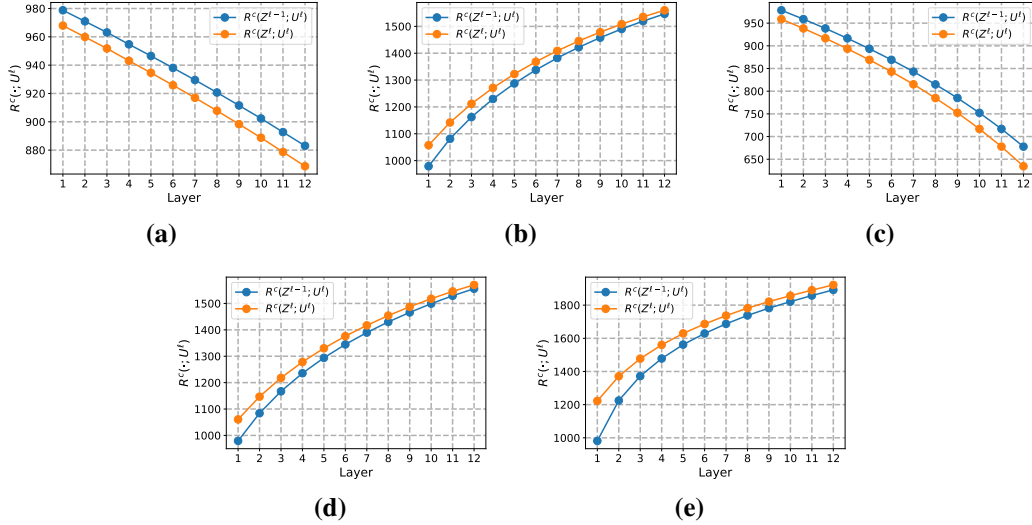 980
960
940
920
900
880
R^c(·; U^ℓ)
R^c(Z^{ℓ−1}; U^ℓ)
R^c(Z^ℓ; U^ℓ)
1 2 3 4 5 6 7 8 9 10 11 12
Layer
(a)
1500
1400
1300
1200
1100
1000
R^c(·; U^ℓ)
R^c(Z^{ℓ−1}; U^ℓ)
R^c(Z^ℓ; U^ℓ)
1 2 3 4 5 6 7 8 9 10 11 12
Layer
(b)
950
900
850
800
750
700
650
R^c(·; U^ℓ)
R^c(Z^{ℓ−1}; U^ℓ)
R^c(Z^ℓ; U^ℓ)
1 2 3 4 5 6 7 8 9 10 11 12
Layer
(c)
1500
1400
1300
1200
1100
1000
R^c(·; U^ℓ)
R^c(Z^{ℓ−1}; U^ℓ)
R^c(Z^ℓ; U^ℓ)
1 2 3 4 5 6 7 8 9 10 11 12
Layer
(d)
1800
1600
1400
1200
1000
R^c(·; U^ℓ)
R^c(Z^{ℓ−1}; U^ℓ)
R^c(Z^ℓ; U^ℓ)
1 2 3 4 5 6 7 8 9 10 11 12
Layer
(e)